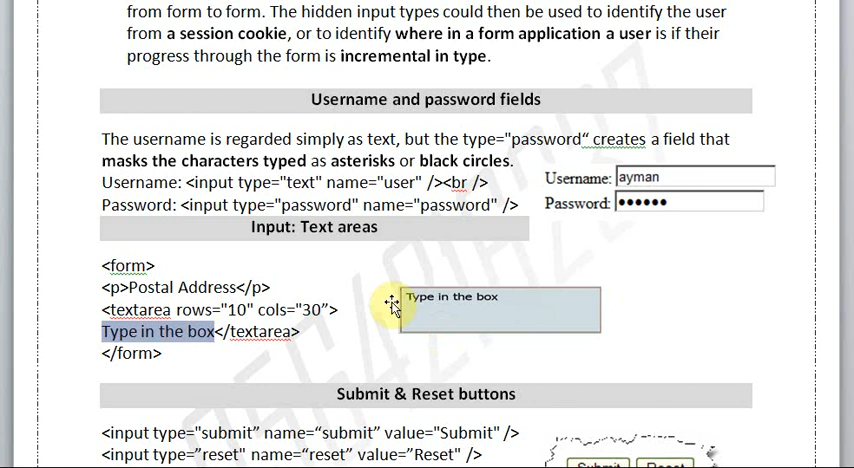 from form to form. The hidden input types could then be used to identify the user
from a session cookie, or to identify where in a form application a user is if their
progress through the form is incremental in type.
Username and password fields
The username is regarded simply as text, but the type="password“ creates a field that
masks the characters typed as asterisks or black circles.
Username: <input type="text" name="user" /><br />
Password: <input type="password" name="password" />
Username: ayman
Password: ●●●●●●
Input: Text areas
<form>
<p>Postal Address</p>
<textarea rows="10" cols="30”>
Type in the box</textarea>
</form>
Type in the box
Submit & Reset buttons
<input type="submit” name=“submit” value="Submit" />
<input type=”reset" name=“reset” value=”Reset" />
Submit Reset